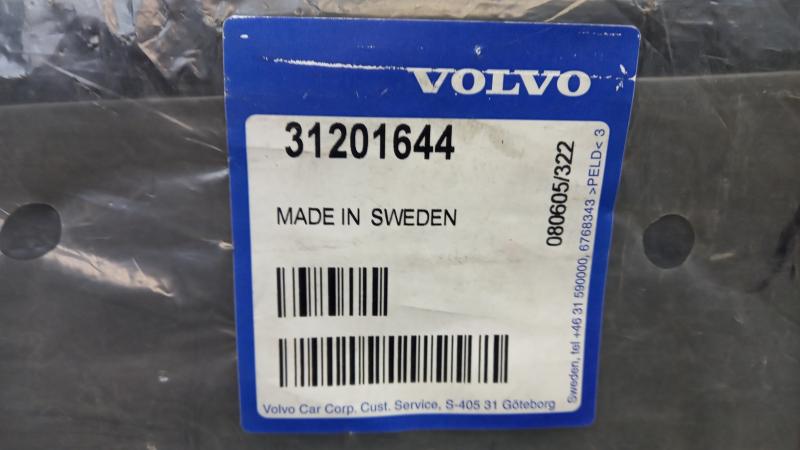 VOLVO
31201644
MADE IN SWEDEN
080605/322
Volvo Car Corp. Cust. Service, S-405 31 Göteborg
Sweden, tel +46 31 590000, 6768343 >PELD< 3